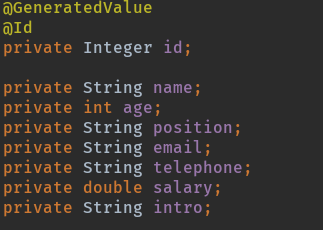 @GeneratedValue
@Id
private Integer id;
private String name;
private int age;
private String position;
private String email;
private String telephone;
private double salary;
private String intro;